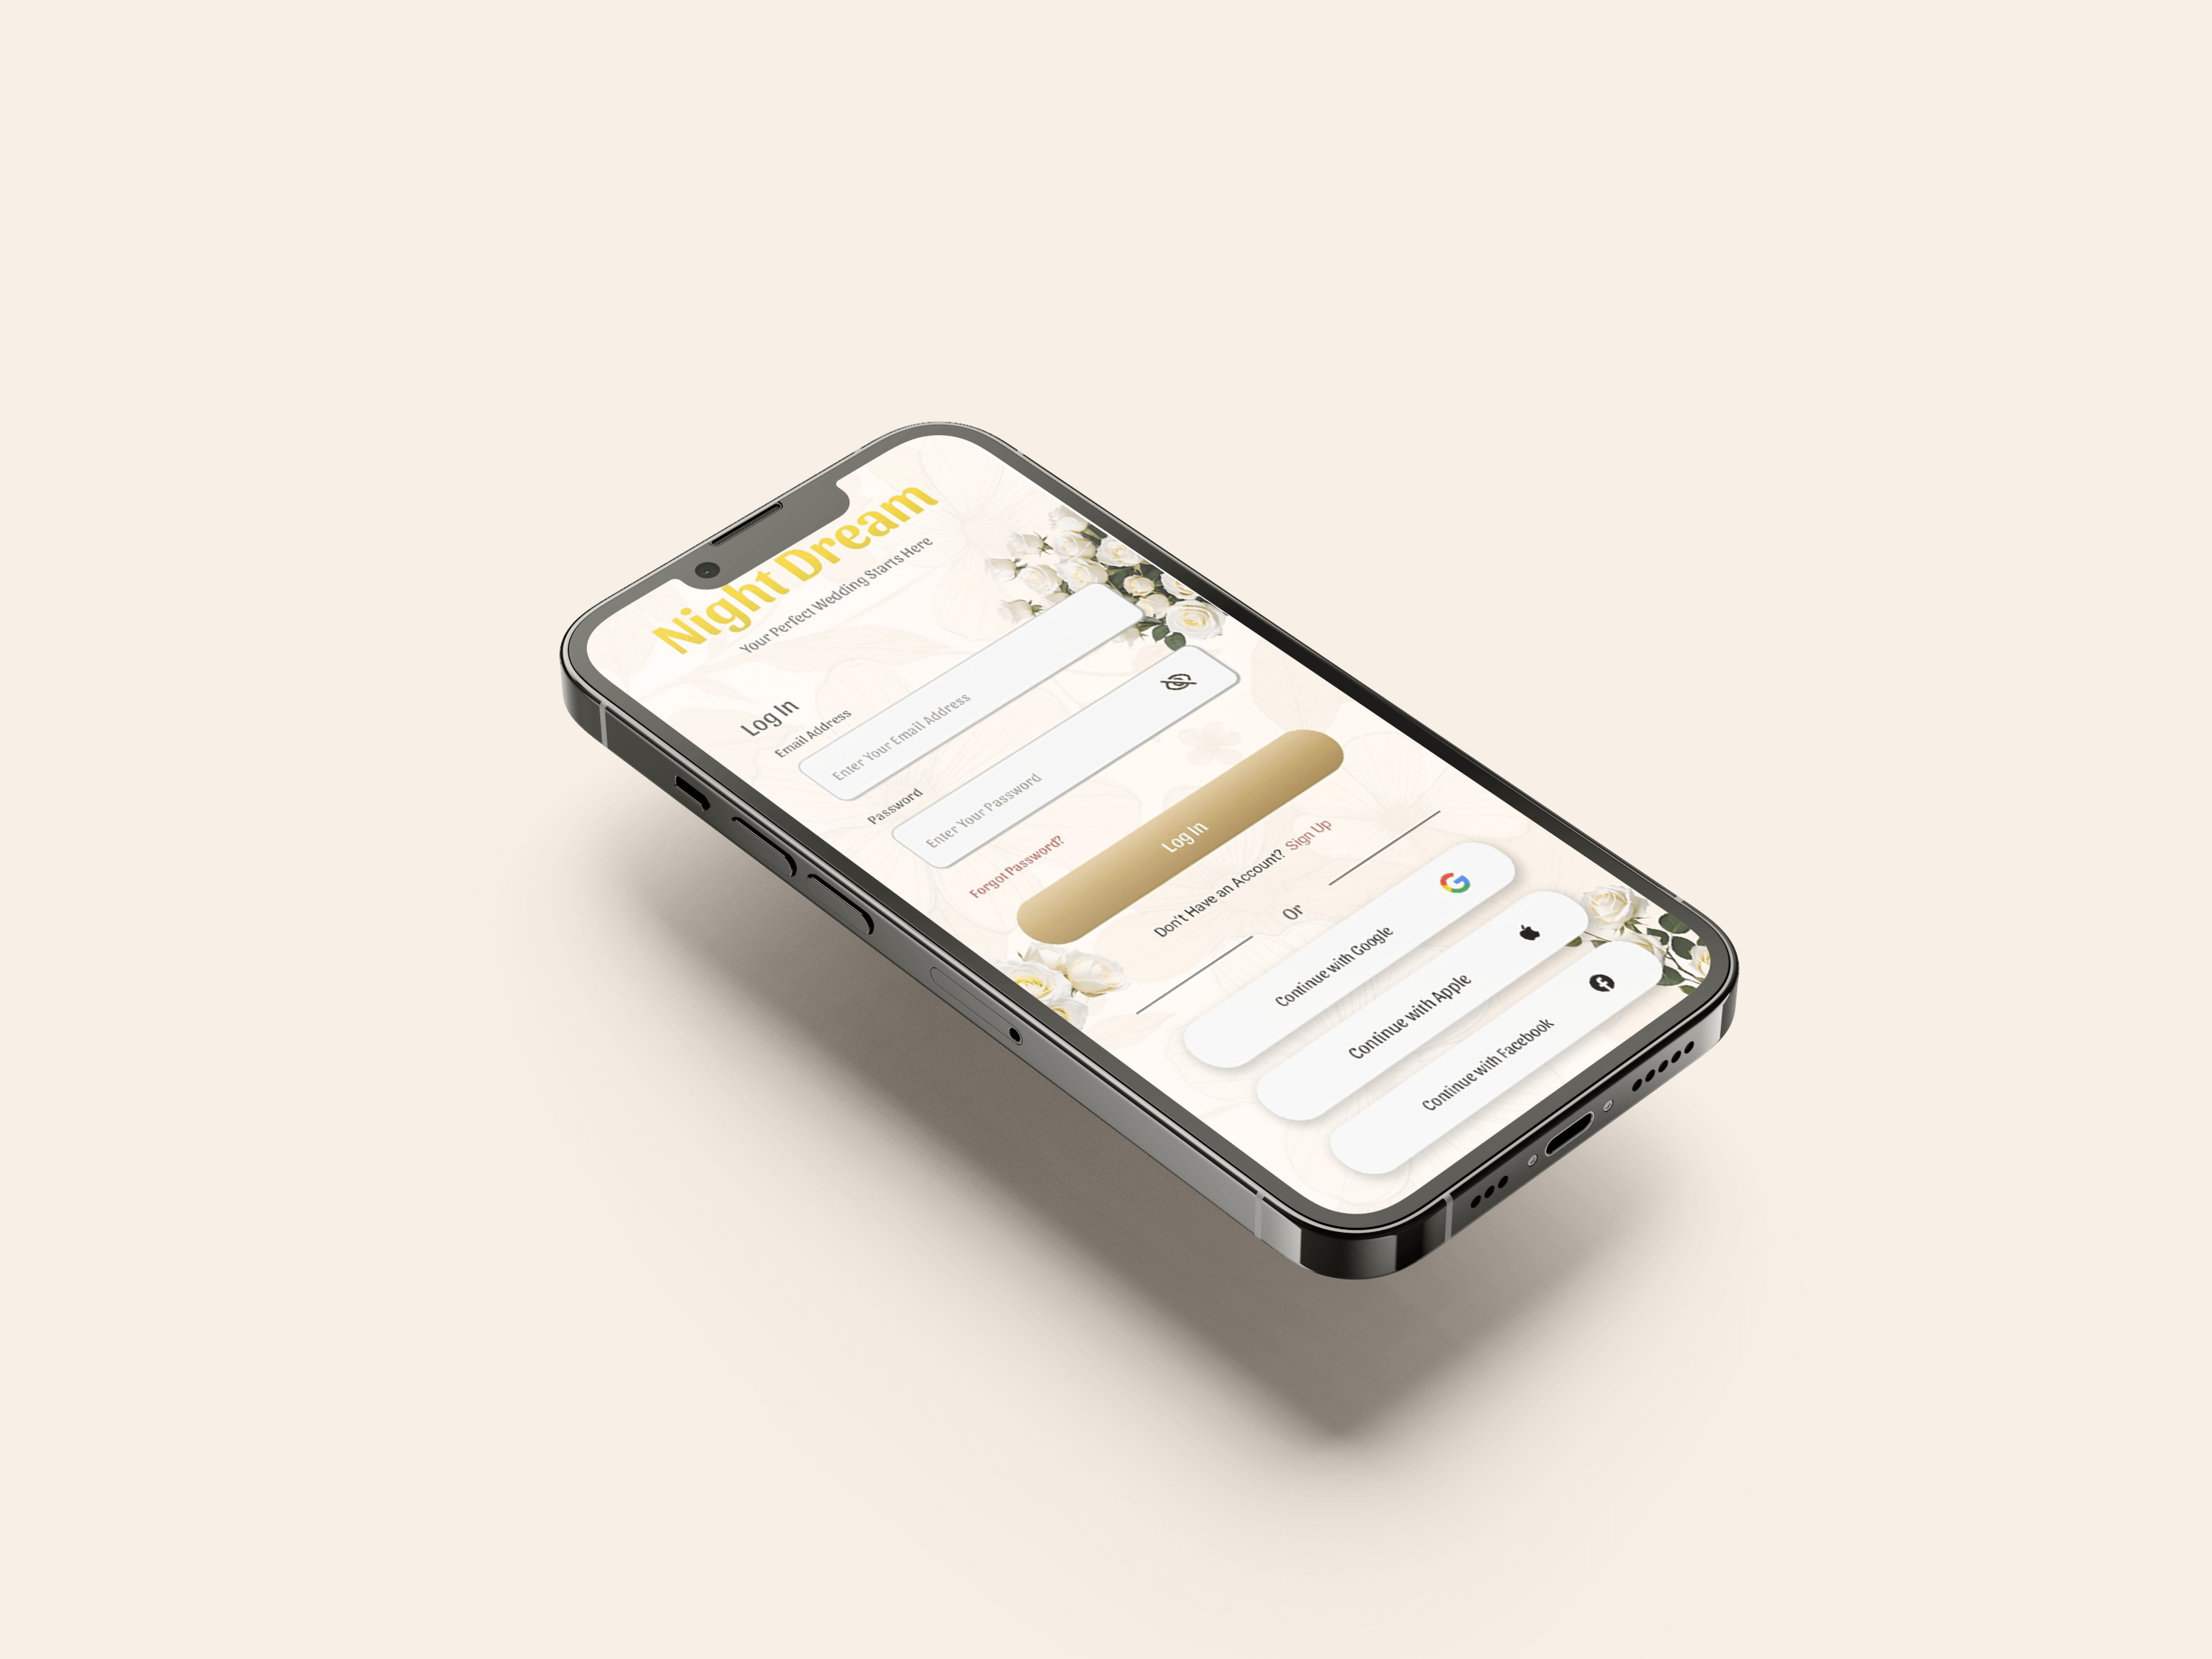 Night Dream
Your Perfect Wedding Starts Here
Log In
Email Address
Enter Your Email Address
Password
Enter Your Password
Forgot Password?
Log In
Don't Have an Account? Sign Up
Or
Continue with Google
Continue with Apple
Continue with Facebook